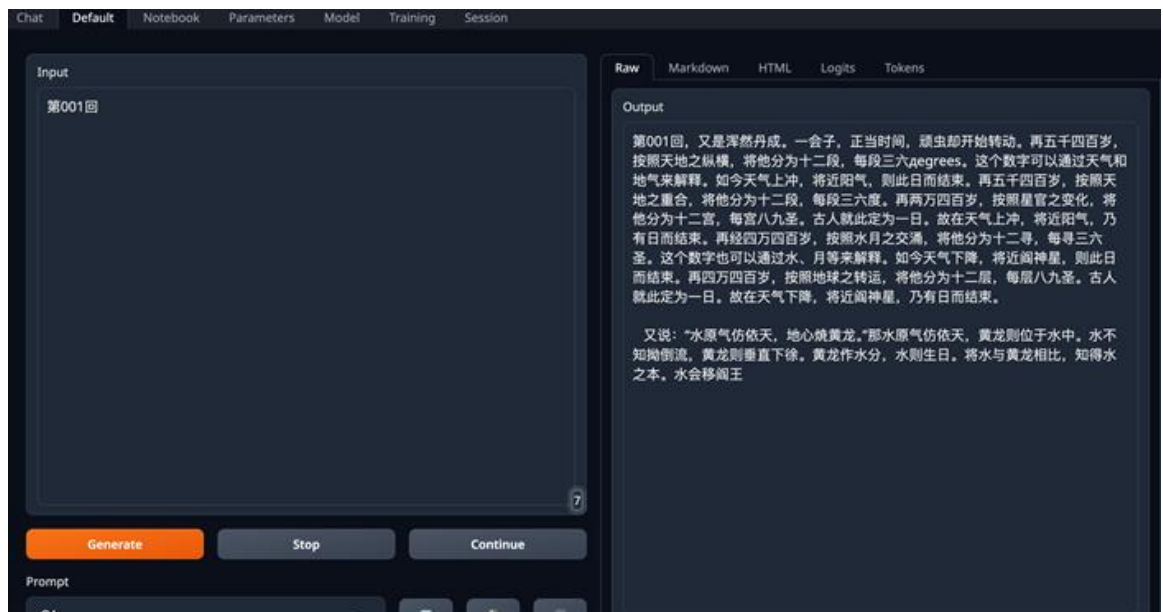 Chat Default Notebook Parameters Model Training Session
Input
第001回
7
Generate Stop Continue
Prompt
Raw Markdown HTML Logits Tokens
Output
第001回，又是浑然丹成。一会子，正当时间，顽虫却开始转动。再五千四百岁，
按照天地之纵横，将他分为十二段，每段三六дegrees。这个数字可以通过天气和
地气来解释。如今天气上冲，将近阳气，则此日而结束。再五千四百岁，按照天
地之重合，将他分为十二段，每段三六度。再两万四百岁，按照星官之变化，将
他分为十二宫，每宫八九圣。古人就此定为一日。故在天气上冲，将近阳气，乃
有日而结束。再经四万四百岁，按照水月之交涌，将他分为十二寻，每寻三六
圣。这个数字也可以通过水、月等来解释。如今天气下降，将近阎神星，则此日
而结束。再四万四百岁，按照地球之转运，将他分为十二层，每层八九圣。古人
就此定为一日。故在天气下降，将近阎神星，乃有日而结束。
又说：“水原气仿依天，地心燒黄龙。”那水原气仿依天，黄龙则位于水中。水不
知拗倒流，黄龙则垂直下徐。黄龙作水分，水则生日。将水与黄龙相比，知得水
之本。水会移阎王